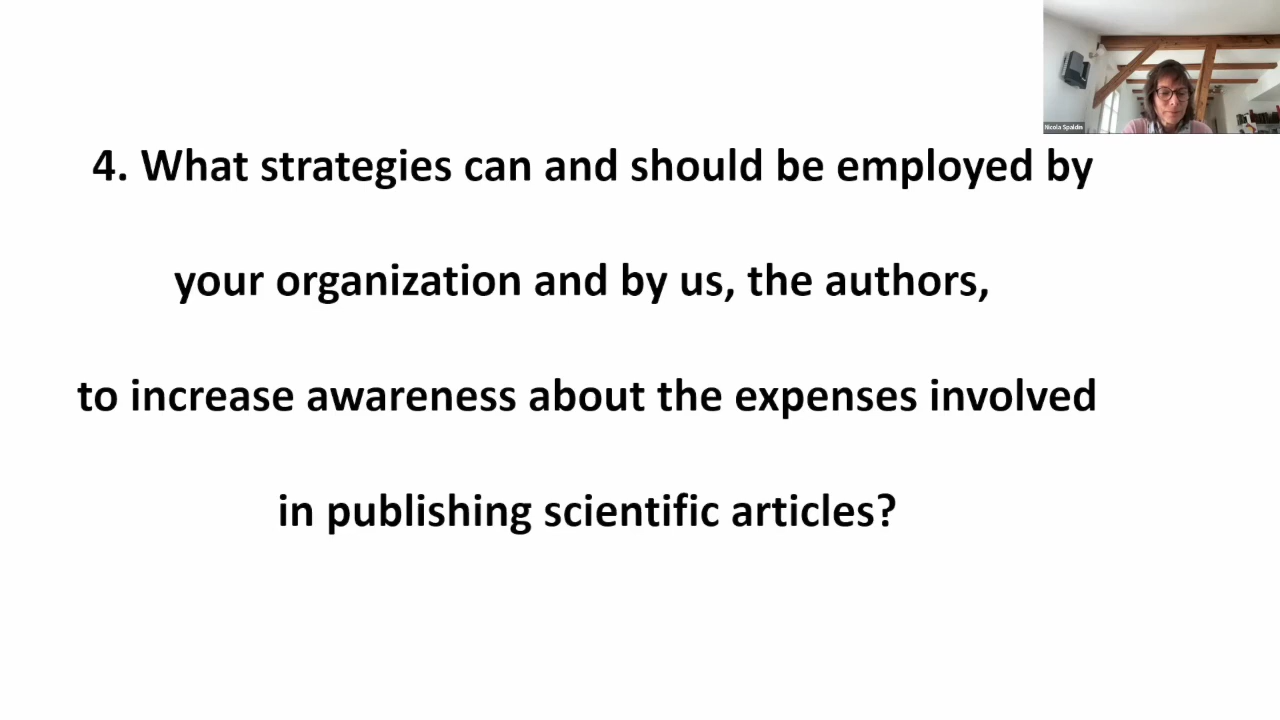 Nicola Spaldin
4. What strategies can and should be employed by
your organization and by us, the authors,
to increase awareness about the expenses involved
in publishing scientific articles?